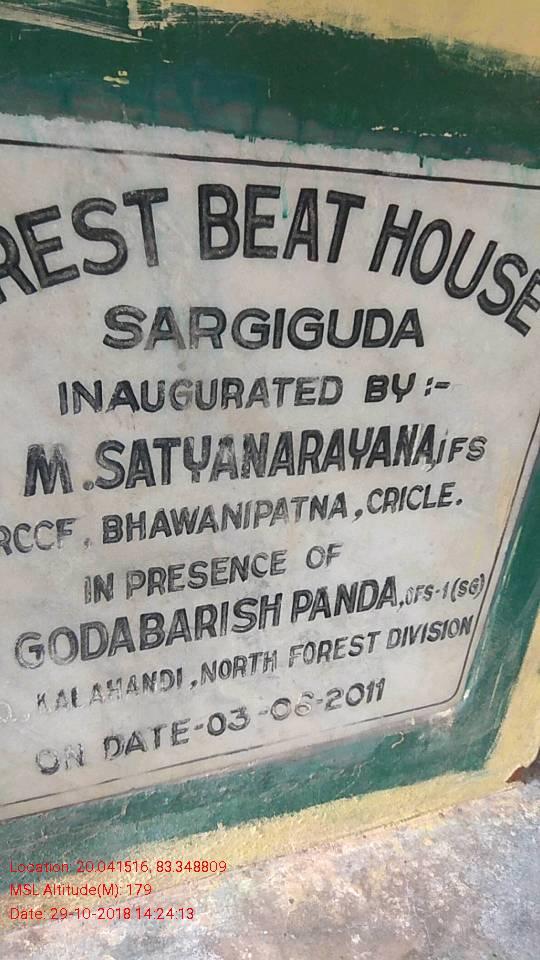 REST BEAT HOUSE
SARGIGUDA
INAUGURATED BY :-
M.SATYANARAYANA,iFS
RCCF, BHAWANIPATNA, CRICLE.
IN PRESENCE OF
GODABARISH PANDA, OFS-1(SG)
KALAHANDI, NORTH FOREST DIVISION
ON DATE-03-06-2011
Location: 20.041516, 83.348809
MSL Altitude(M): 179
Date: 29-10-2018 14:24:13